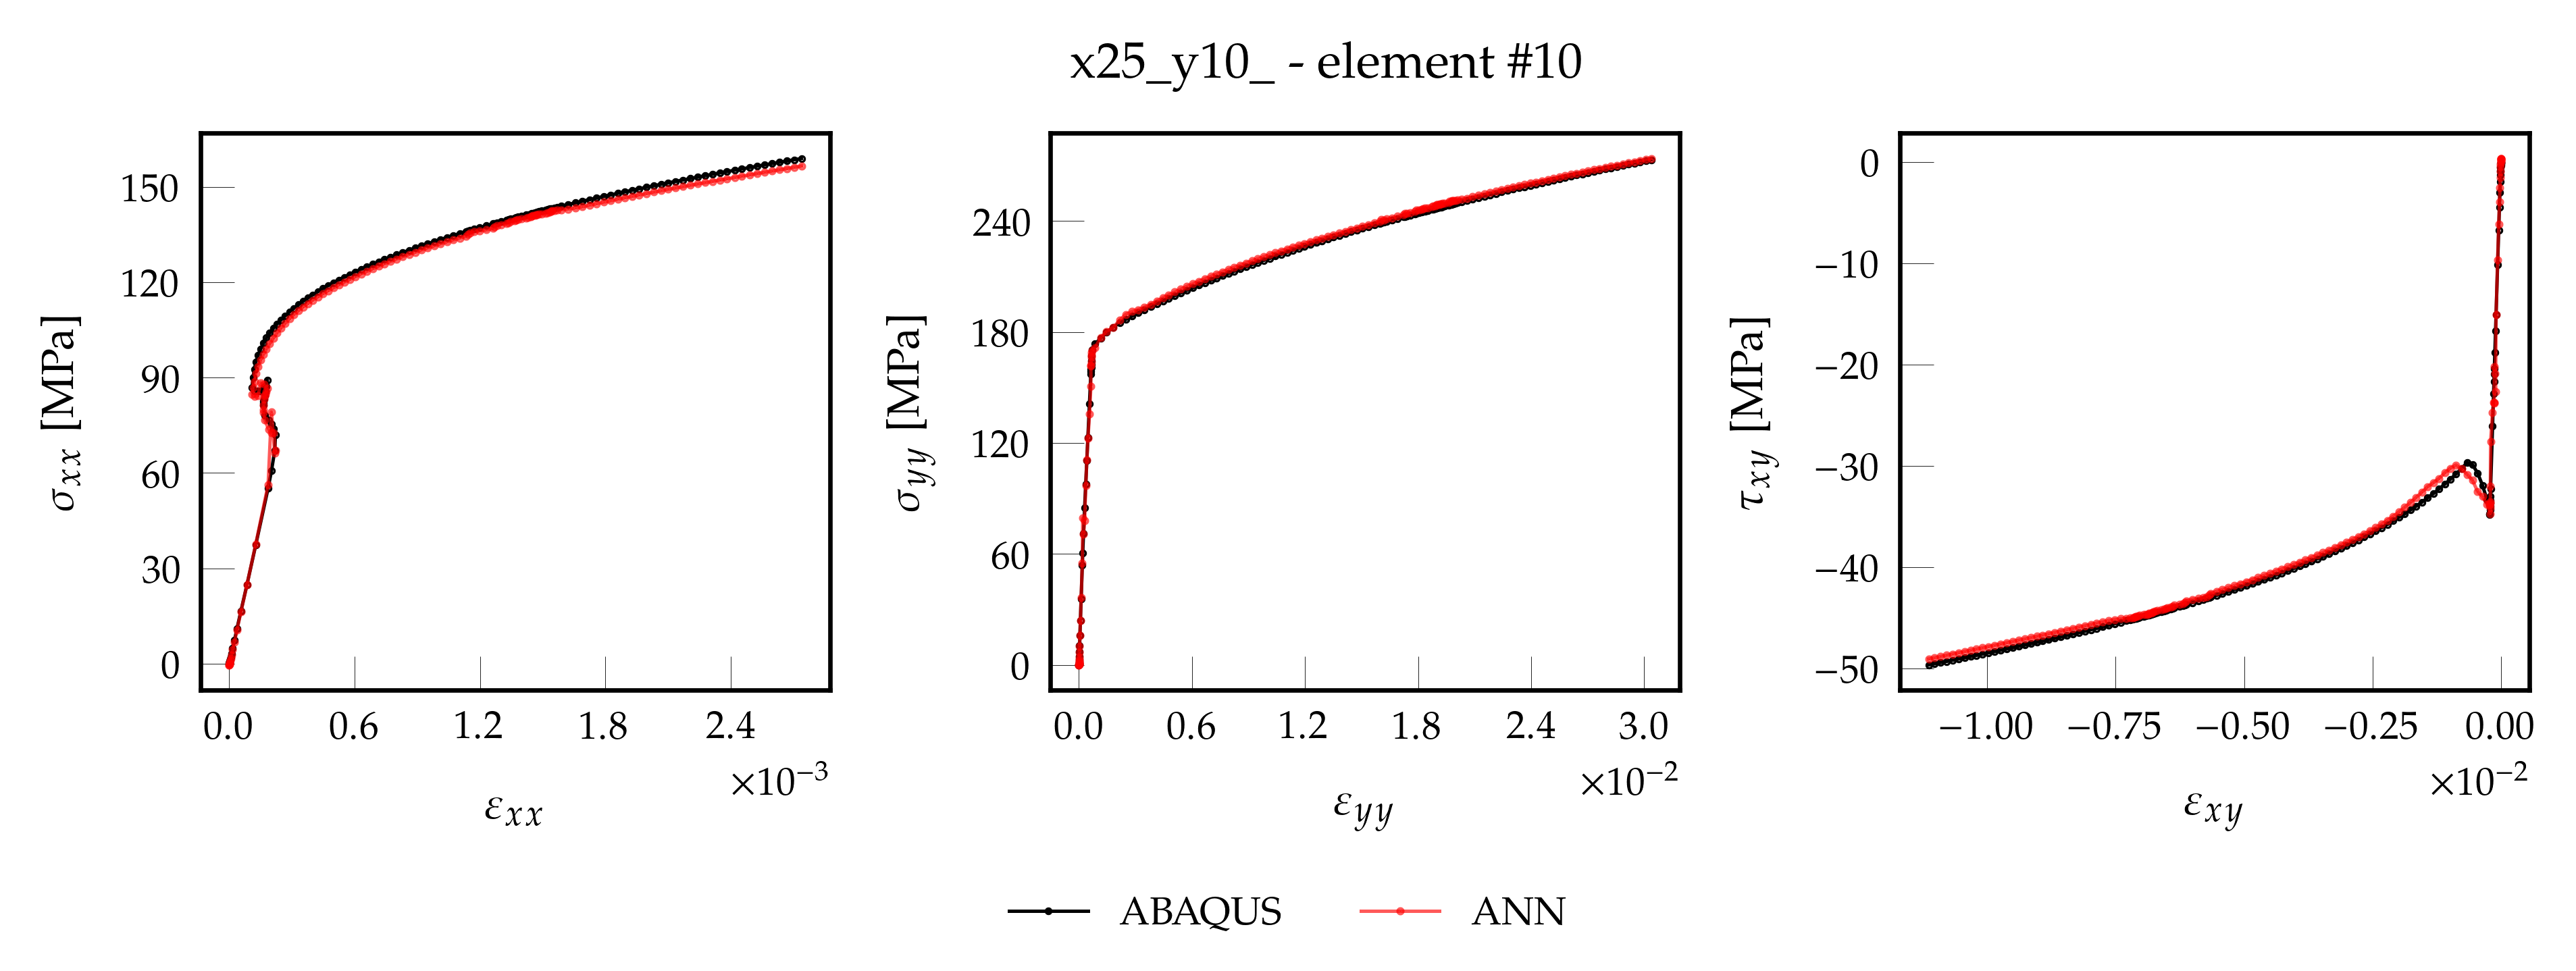 x25_y10_ - element #10
σxx [MPa]
150
120
90
60
30
0
0.0 0.6 1.2 1.8 2.4
×10−3
εxx
σyy [MPa]
240
180
120
60
0
0.0 0.6 1.2 1.8 2.4 3.0
×10−2
εyy
τxy [MPa]
0
−10
−20
−30
−40
−50
−1.00 −0.75 −0.50 −0.25 0.00
×10−2
εxy
ABAQUS ANN